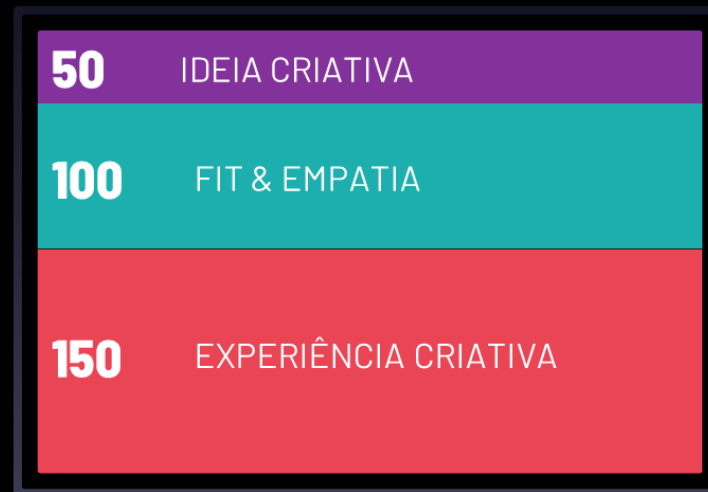 50 IDEIA CRIATIVA
100 FIT & EMPATIA
150 EXPERIÊNCIA CRIATIVA